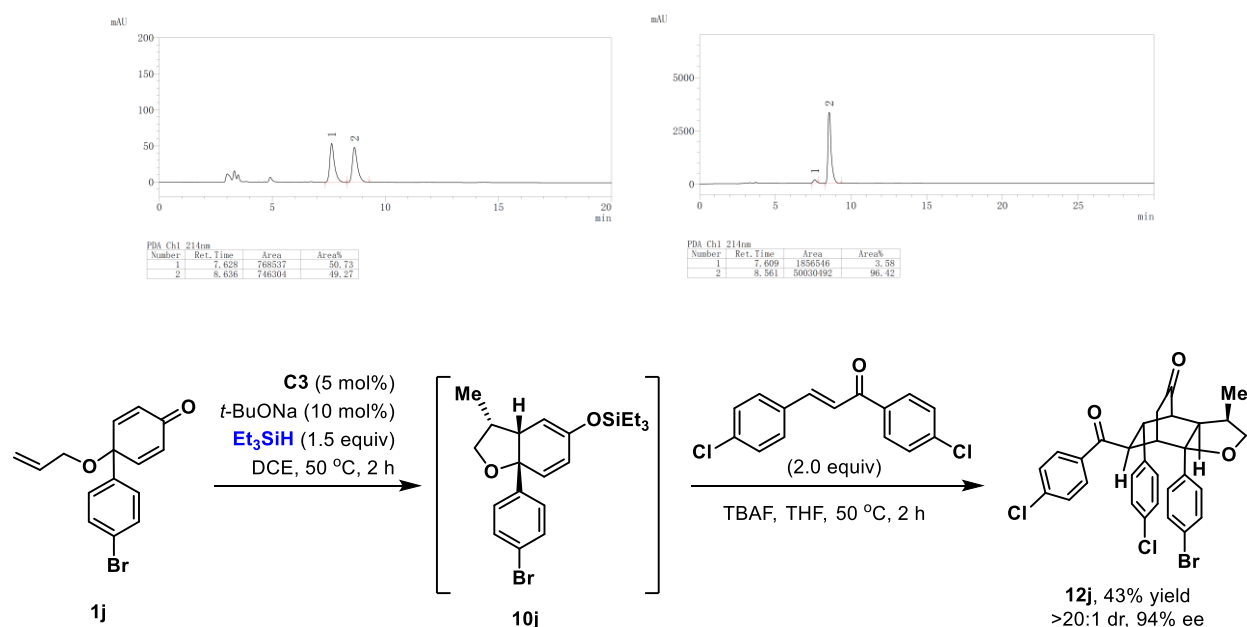 mAU
200
100
50
0
0
5
10
15
20
min
1
2
PDA Ch1 214nm
Number Ret. Time Area Area%
1 7.628 768537 50.73
2 8.636 746304 49.27
mAU
5000
2500
0
0
5
10
15
20
25
min
1
2
PDA Ch1 214nm
Number Ret. Time Area Area%
1 7.609 1856546 3.58
2 8.561 50030492 96.42
O
O
Br
1j
C3 (5 mol%)
t-BuONa (10 mol%)
Et₃SiH (1.5 equiv)
DCE, 50 °C, 2 h
Me
H
OSiEt₃
O
Br
10j
O
Cl
Cl
(2.0 equiv)
TBAF, THF, 50 °C, 2 h
O
Me
O
O
H
H
Cl
Cl
Br
12j, 43% yield
>20:1 dr, 94% ee